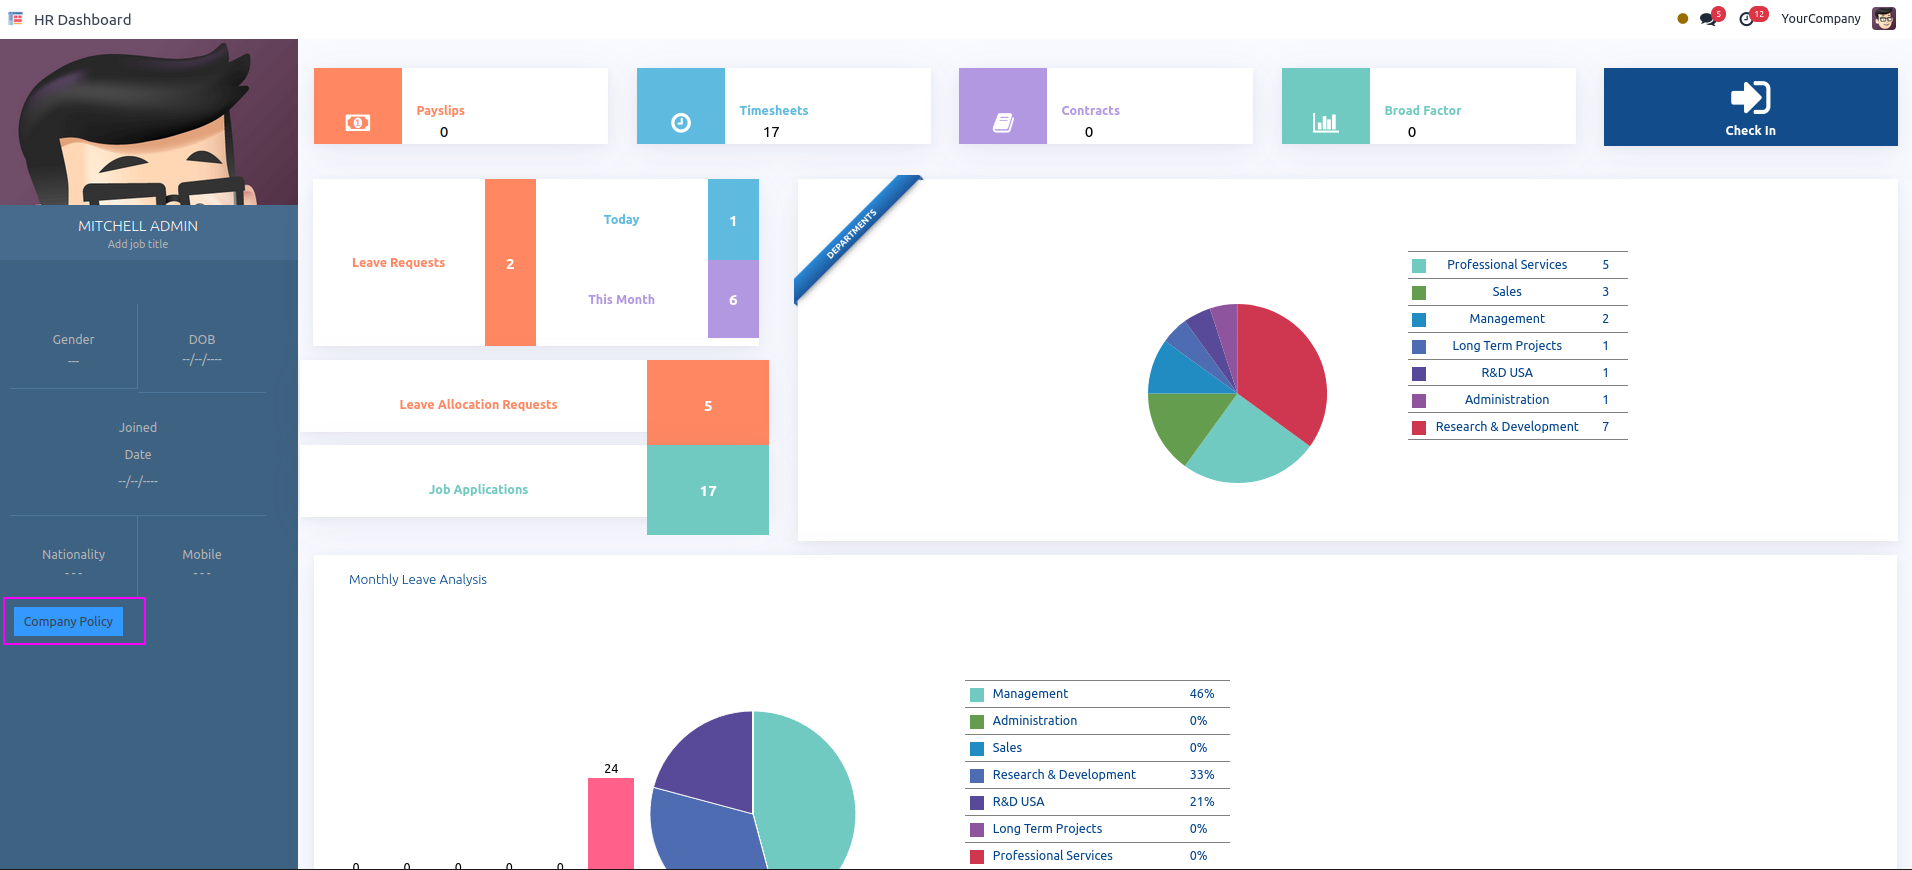 HR Dashboard
5
12
YourCompany
MITCHELL ADMIN
Add job title
Gender
---
DOB
--/--/----
Joined
Date
--/--/----
Nationality
- - -
Mobile
- - -
Company Policy
1
Payslips
0
Timesheets
17
Contracts
0
Broad Factor
0
Check In
Leave Requests
2
Today
1
This Month
6
Leave Allocation Requests
5
Job Applications
17
DEPARTMENTS
Professional Services 5
Sales 3
Management 2
Long Term Projects 1
R&D USA 1
Administration 1
Research & Development 7
Monthly Leave Analysis
24
0 0 0 0 0
Management 46%
Administration 0%
Sales 0%
Research & Development 33%
R&D USA 21%
Long Term Projects 0%
Professional Services 0%